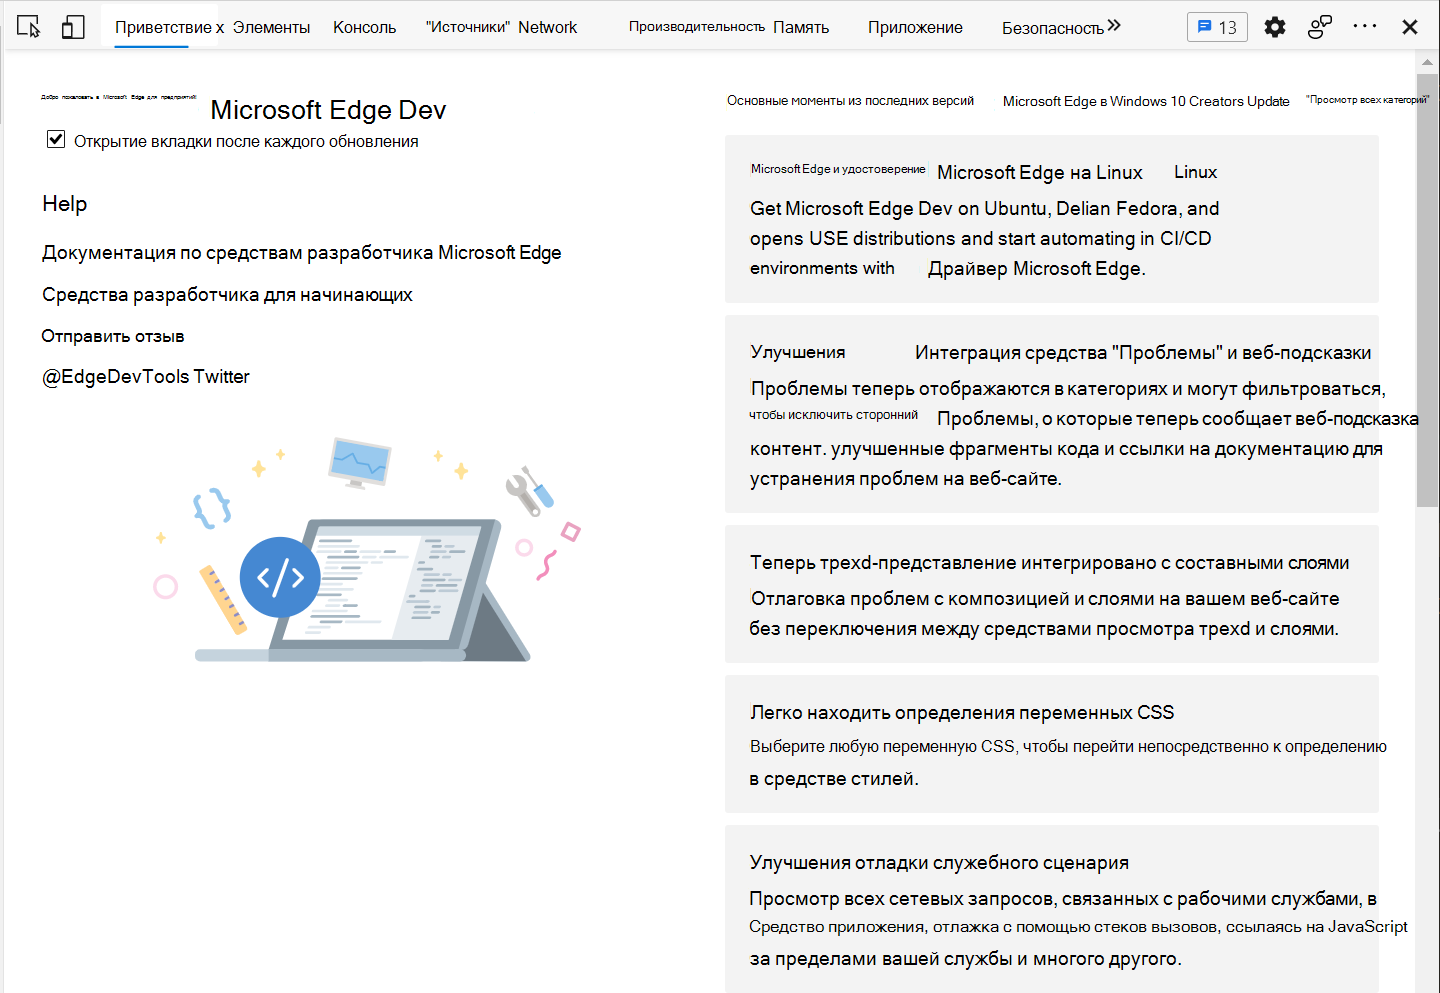 Приветствие x Элементы Консоль "Источники" Network Производительность Память Приложение Безопасность 13
Добро пожаловать в Microsoft Edge для предприятий!
Microsoft Edge Dev
Открытие вкладки после каждого обновления
Help
Документация по средствам разработчика Microsoft Edge
Средства разработчика для начинающих
Отправить отзыв
@EdgeDevTools Twitter
</>
Основные моменты из последних версий Microsoft Edge в Windows 10 Creators Update "Просмотр всех категорий"
Microsoft Edge и удостоверение Microsoft Edge на Linux Linux
Get Microsoft Edge Dev on Ubuntu, Delian Fedora, and
opens USE distributions and start automating in CI/CD
environments with Драйвер Microsoft Edge.
Улучшения Интеграция средства "Проблемы" и веб-подсказки
Проблемы теперь отображаются в категориях и могут фильтроваться,
чтобы исключить сторонний Проблемы, о которые теперь сообщает веб-подсказка
контент. улучшенные фрагменты кода и ссылки на документацию для
устранения проблем на веб-сайте.
Теперь трехd-представление интегрировано с составными слоями
Отлаговка проблем с композицией и слоями на вашем веб-сайте
без переключения между средствами просмотра трехd и слоями.
Легко находить определения переменных CSS
Выберите любую переменную CSS, чтобы перейти непосредственно к определению
в средстве стилей.
Улучшения отладки служебного сценария
Просмотр всех сетевых запросов, связанных с рабочими службами, в
Средство приложения, отлажка с помощью стеков вызовов, ссылаясь на JavaScript
за пределами вашей службы и многого другого.